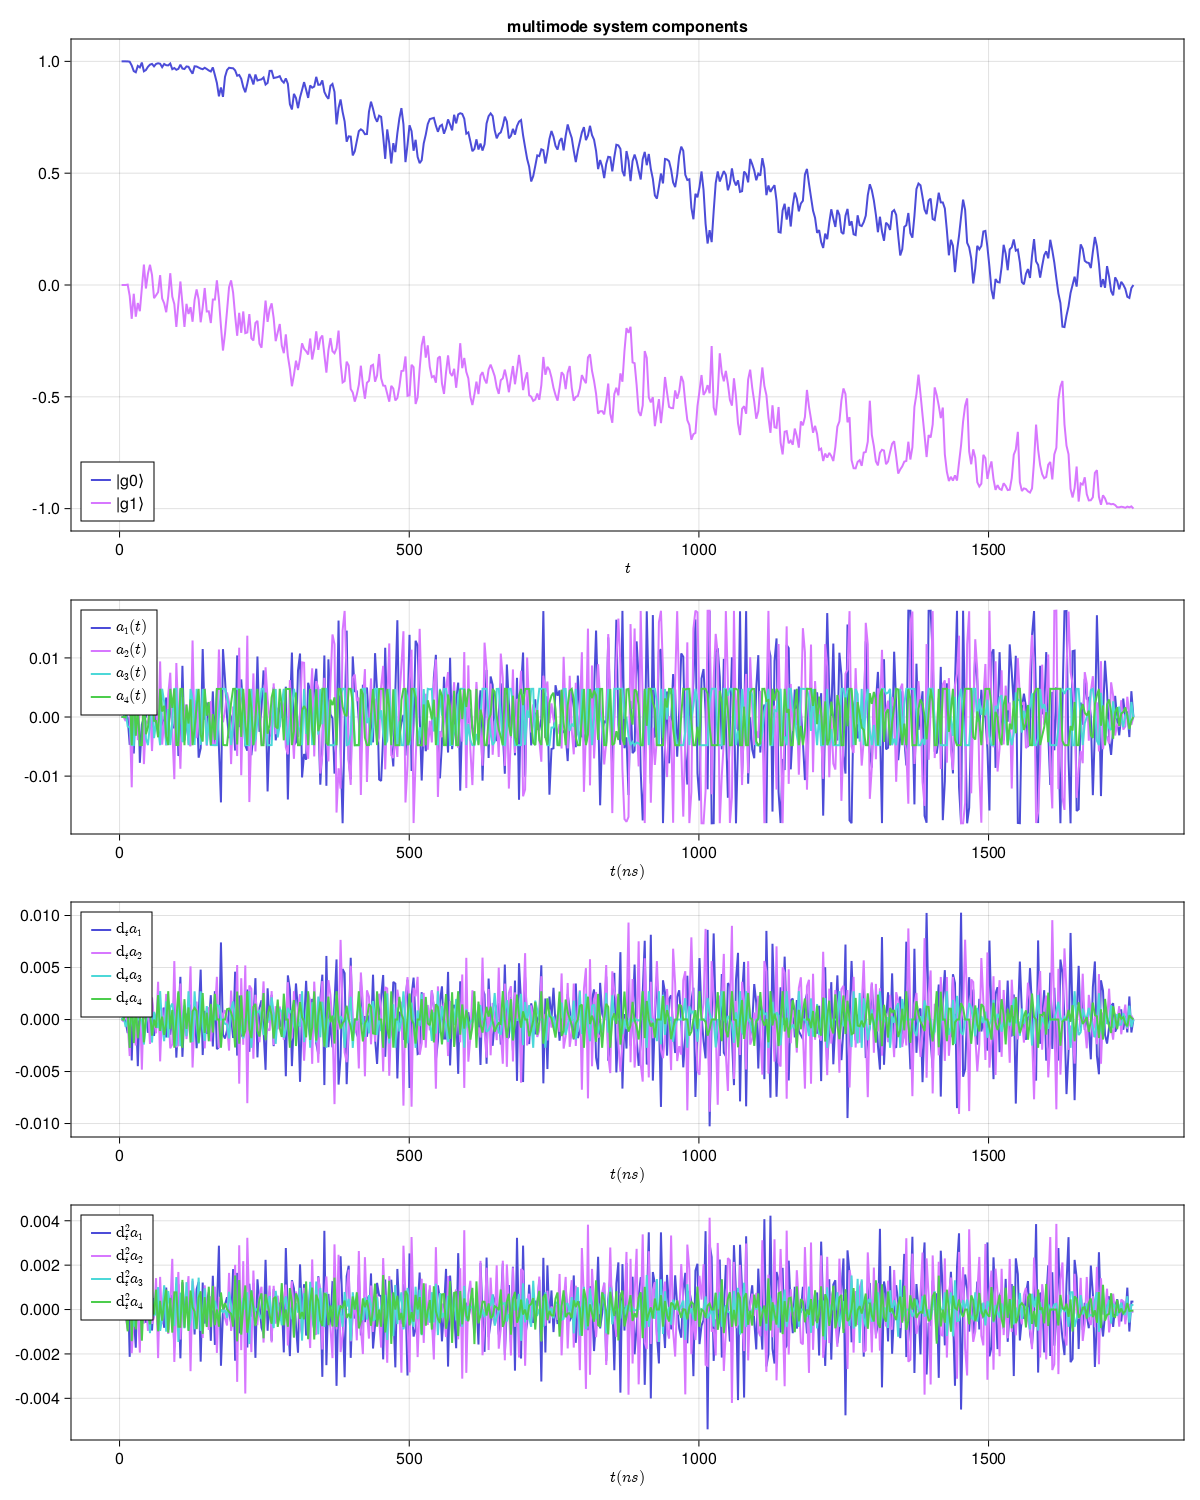 multimode system components
1.0
0.5
0.0
-0.5
-1.0
|g0⟩
|g1⟩
0 500 1000 1500
t
0.01
0.00
-0.01
a₁(t)
a₂(t)
a₃(t)
a₄(t)
0 500 1000 1500
t(ns)
0.010
0.005
0.000
-0.005
-0.010
dₜa₁
dₜa₂
dₜa₃
dₜa₄
0 500 1000 1500
t(ns)
0.004
0.002
0.000
-0.002
-0.004
d²ₜa₁
d²ₜa₂
d²ₜa₃
d²ₜa₄
0 500 1000 1500
t(ns)